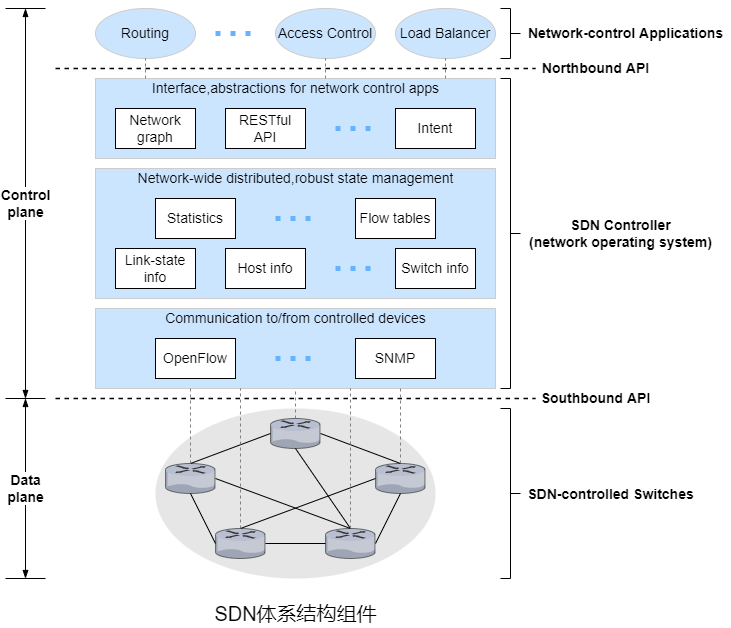 Routing
Access Control
Load Balancer
Network-control Applications
Northbound API
Interface,abstractions for network control apps
Network
graph
RESTful
API
Intent
Control
plane
Network-wide distributed,robust state management
Statistics
Flow tables
SDN Controller
(network operating system)
Link-state
info
Host info
Switch info
Communication to/from controlled devices
OpenFlow
SNMP
Southbound API
Data
plane
SDN-controlled Switches
SDN体系结构组件